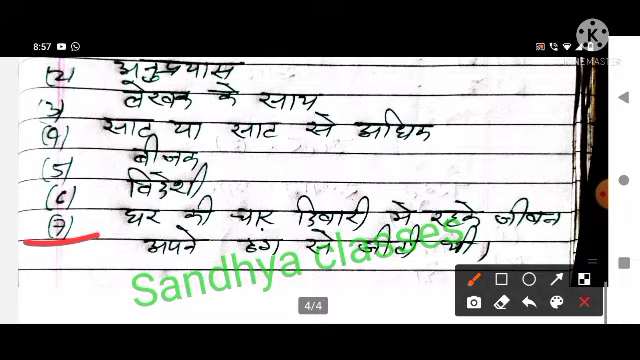 8:57
KINEMASTER
(2) अनुप्रयास
(3) लेखक के साथ
(4) साट या साट से अधिक
(5) बीजक
(6) विदेशी
(7) घर की चार दिवारी मे रहके जीवन
अपने ढंग से जीती थी,
Sandhya classes
4/4